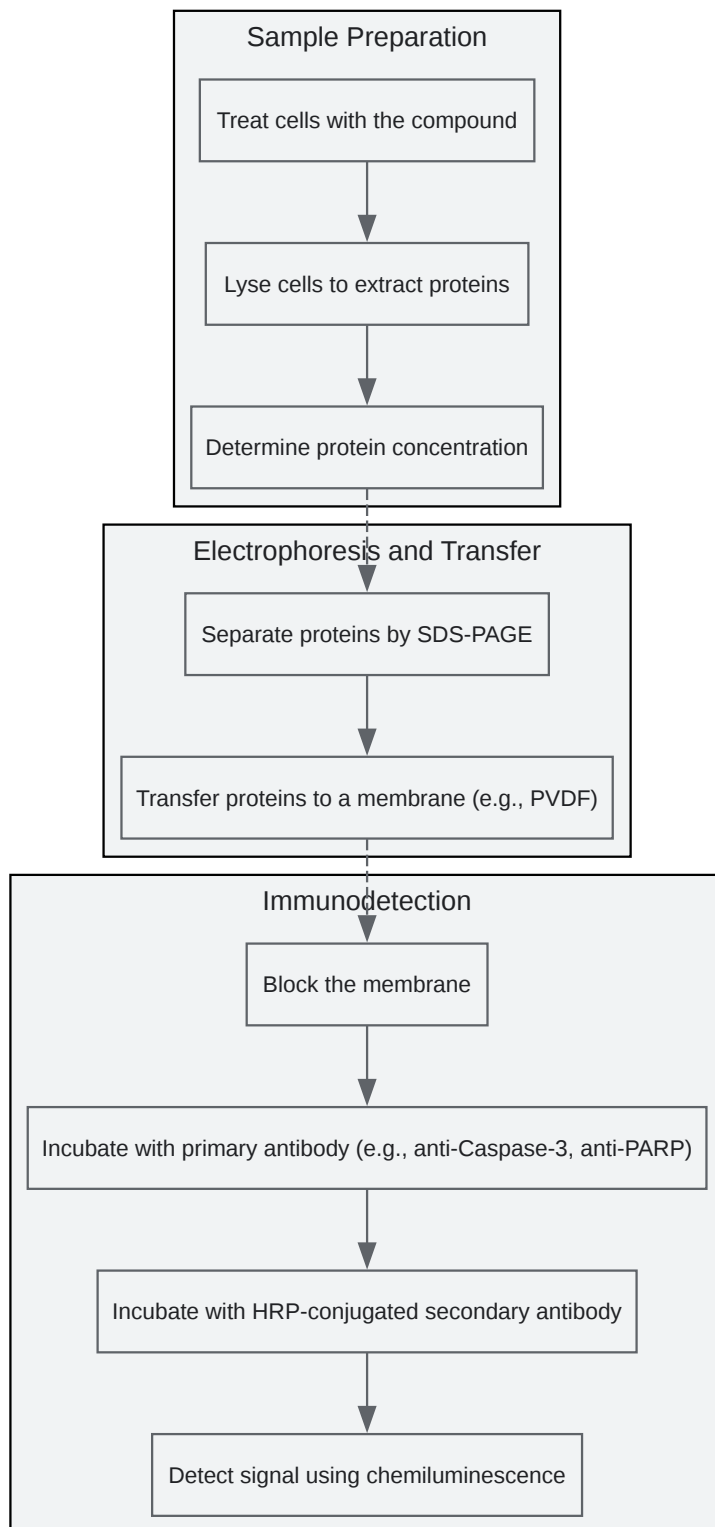 Sample Preparation
Treat cells with the compound
Lyse cells to extract proteins
Determine protein concentration
Electrophoresis and Transfer
Separate proteins by SDS-PAGE
Transfer proteins to a membrane (e.g., PVDF)
Immunodetection
Block the membrane
Incubate with primary antibody (e.g., anti-Caspase-3, anti-PARP)
Incubate with HRP-conjugated secondary antibody
Detect signal using chemiluminescence